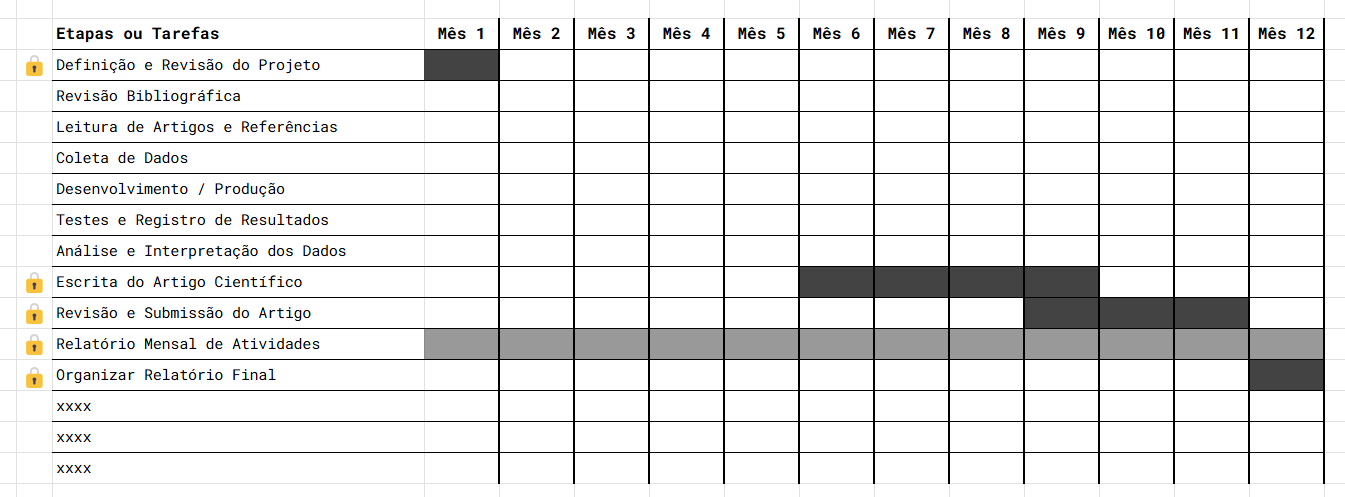 Etapas ou Tarefas Mês 1 Mês 2 Mês 3 Mês 4 Mês 5 Mês 6 Mês 7 Mês 8 Mês 9 Mês 10 Mês 11 Mês 12
Definição e Revisão do Projeto
Revisão Bibliográfica
Leitura de Artigos e Referências
Coleta de Dados
Desenvolvimento / Produção
Testes e Registro de Resultados
Análise e Interpretação dos Dados
Escrita do Artigo Científico
Revisão e Submissão do Artigo
Relatório Mensal de Atividades
Organizar Relatório Final
xxxx
xxxx
xxxx